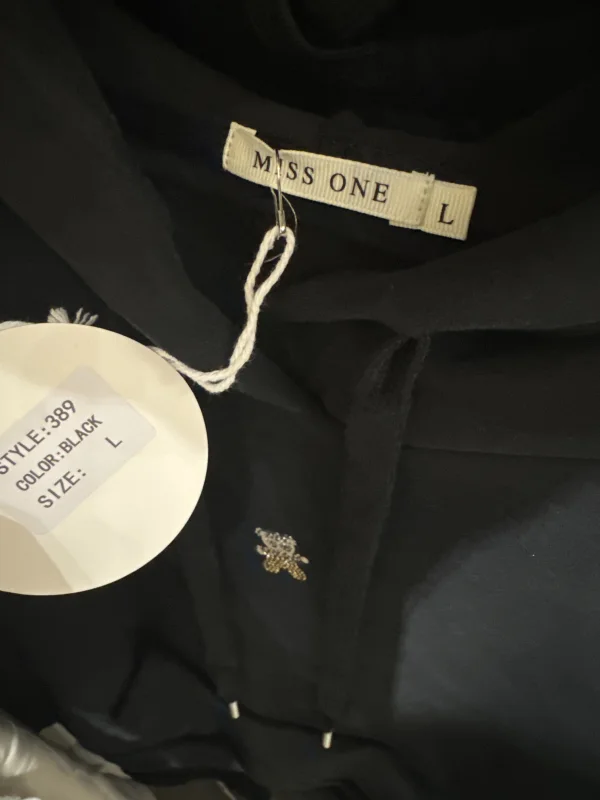 MISS ONE
L
STYLE:389
COLOR:BLACK
SIZE: L